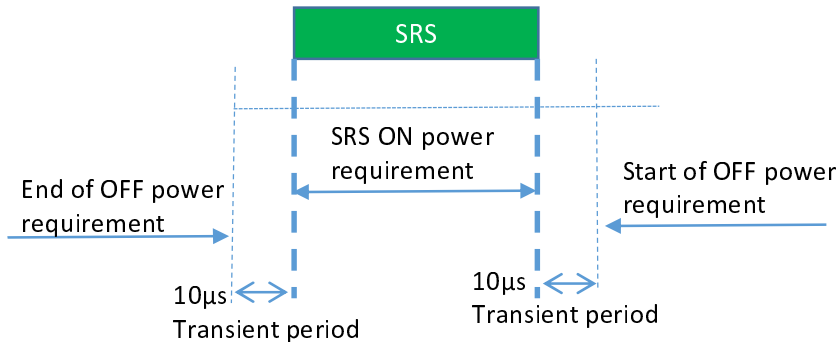 SRS
SRS ON power
requirement
End of OFF power
requirement
Start of OFF power
requirement
10µs
Transient period
10µs
Transient period